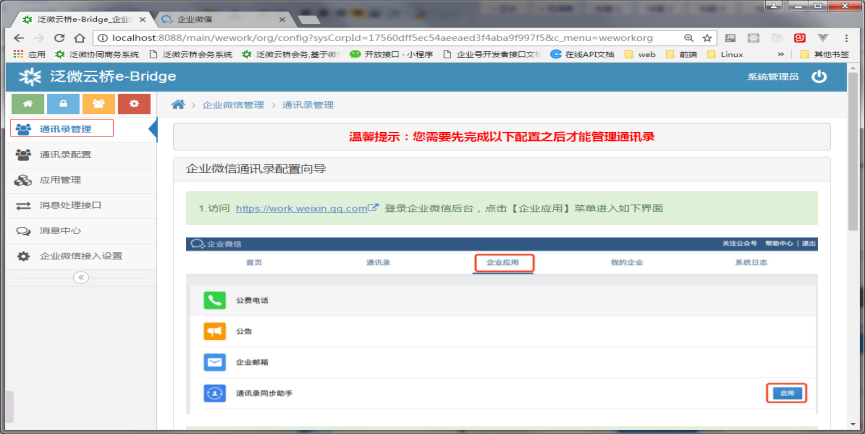 泛微云桥e-Bridge_企业
企业微信
localhost:8088/main/wework/org/config?sysCorpId=17560dff5ec54aeeaed3f4aba9f997f5&c_menu=weworkorg
应用 泛微协同商务系统 泛微云桥会务系统 泛微云桥会务,基于微 开放接口 - 小程序 企业号开发者接口文 在线API文档 web 前端 Linux » 其他书签
泛微云桥e-Bridge
系统管理员
企业微信管理 > 通讯录管理
通讯录管理
通讯录配置
应用管理
消息处理接口
消息中心
企业微信接入设置
温馨提示：您需要先完成以下配置之后才能管理通讯录
企业微信通讯录配置向导
1.访问 https://work.weixin.qq.com 登录企业微信后台，点击【企业应用】菜单进入如下界面
企业微信
关注公众号 帮助中心 | 退出
首页 通讯录 企业应用 我的企业 系统日志
公费电话
公告
企业邮箱
通讯录同步助手
启用